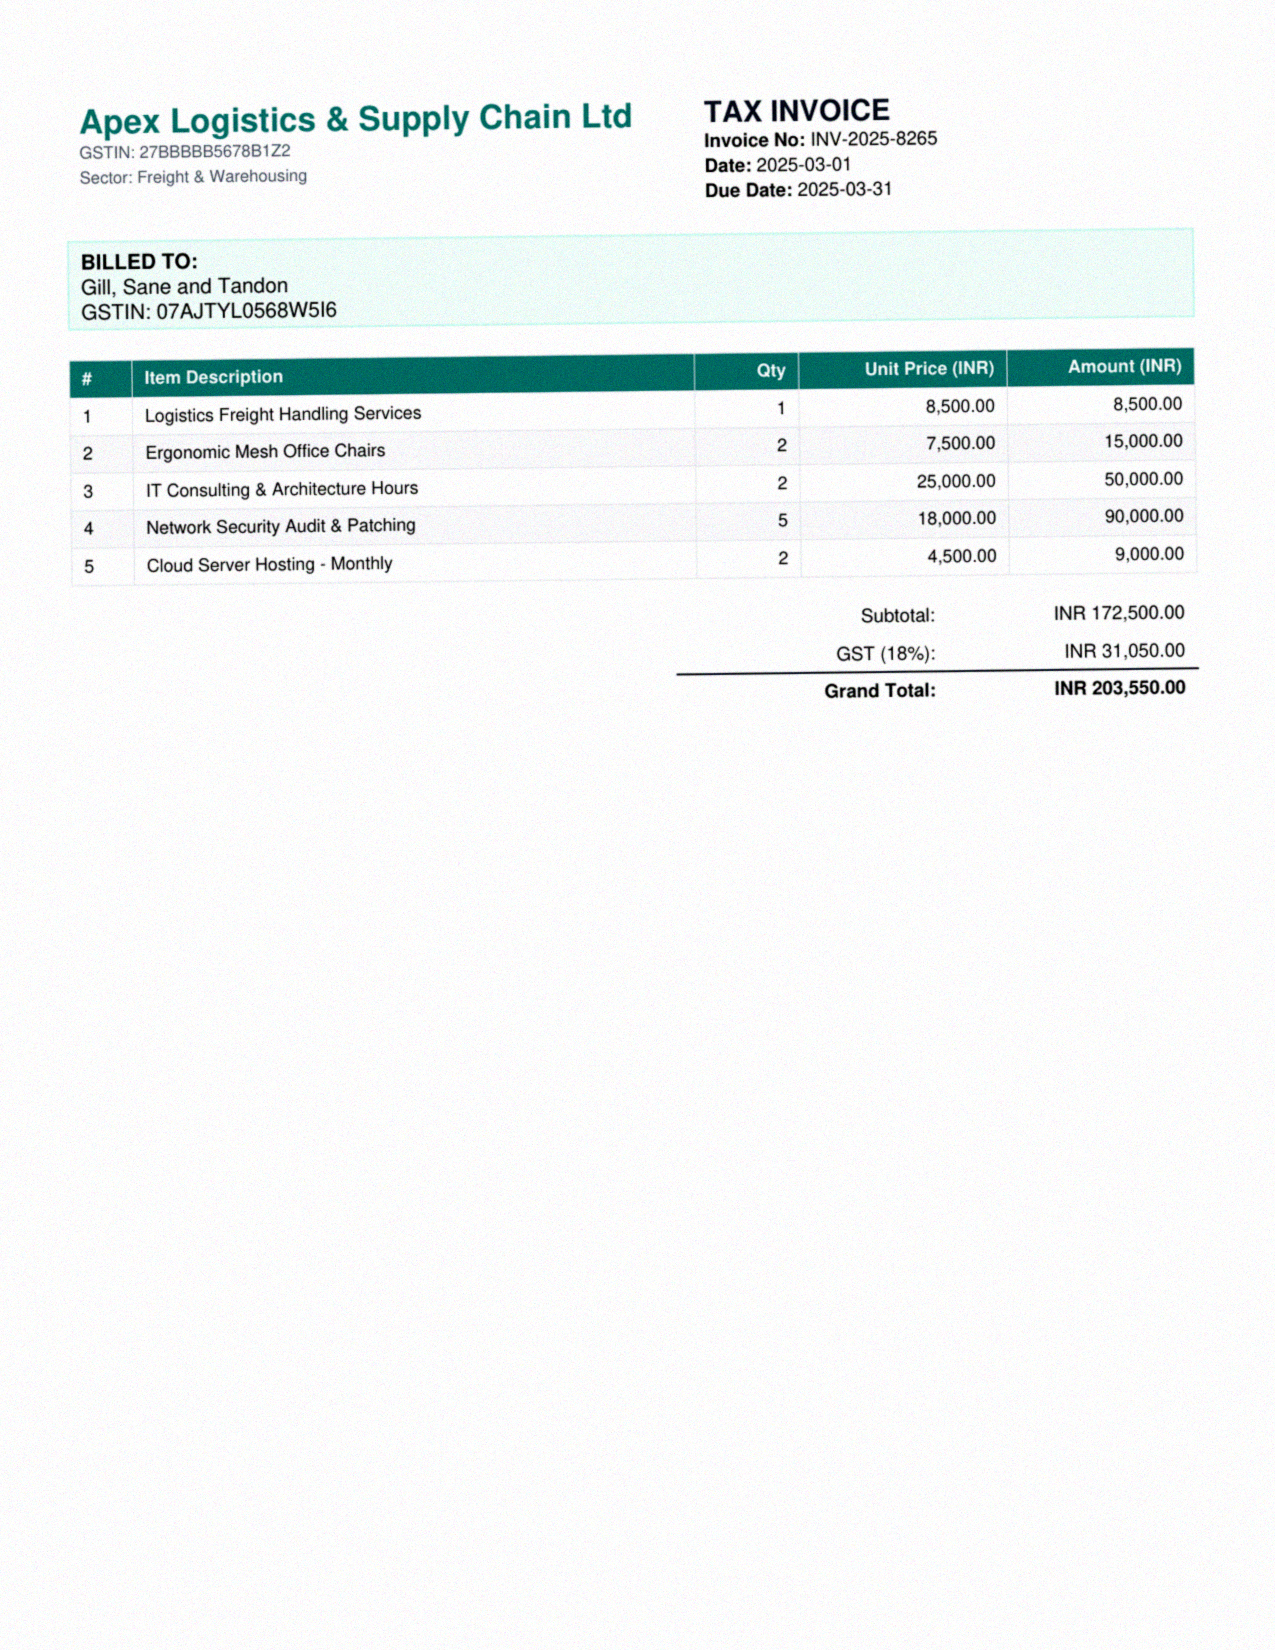 Apex Logistics & Supply Chain Ltd
GSTIN: 27BBBBB5678B1Z2
Sector: Freight & Warehousing
TAX INVOICE
Invoice No: INV-2025-8265
Date: 2025-03-01
Due Date: 2025-03-31
BILLED TO:
Gill, Sane and Tandon
GSTIN: 07AJTYL0568W5I6
# Item Description Qty Unit Price (INR) Amount (INR)
1 Logistics Freight Handling Services 1 8,500.00 8,500.00
2 Ergonomic Mesh Office Chairs 2 7,500.00 15,000.00
3 IT Consulting & Architecture Hours 2 25,000.00 50,000.00
4 Network Security Audit & Patching 5 18,000.00 90,000.00
5 Cloud Server Hosting - Monthly 2 4,500.00 9,000.00
Subtotal: INR 172,500.00
GST (18%): INR 31,050.00
Grand Total: INR 203,550.00